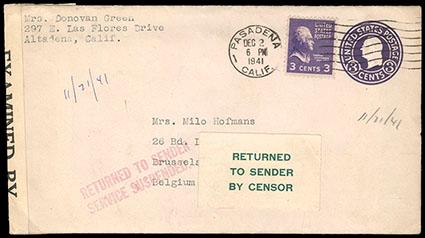 Mrs. Donovan Green
297 E. Las Flores Drive
Altadena, Calif.
EXAMINED BY
11/21/41
PASADENA
CALIF.
DEC 2
6 PM
1941
UNITED STATES
POSTAGE
3 CENTS 3
UNITED STATES POSTAGE
3 CENTS 3
11/21/41
Mrs. Milo Hofmans
26 Bd.
Brussels
Belgium
RETURNED TO SENDER
SERVICE SUSPENDED
RETURNED
TO SENDER
BY CENSOR